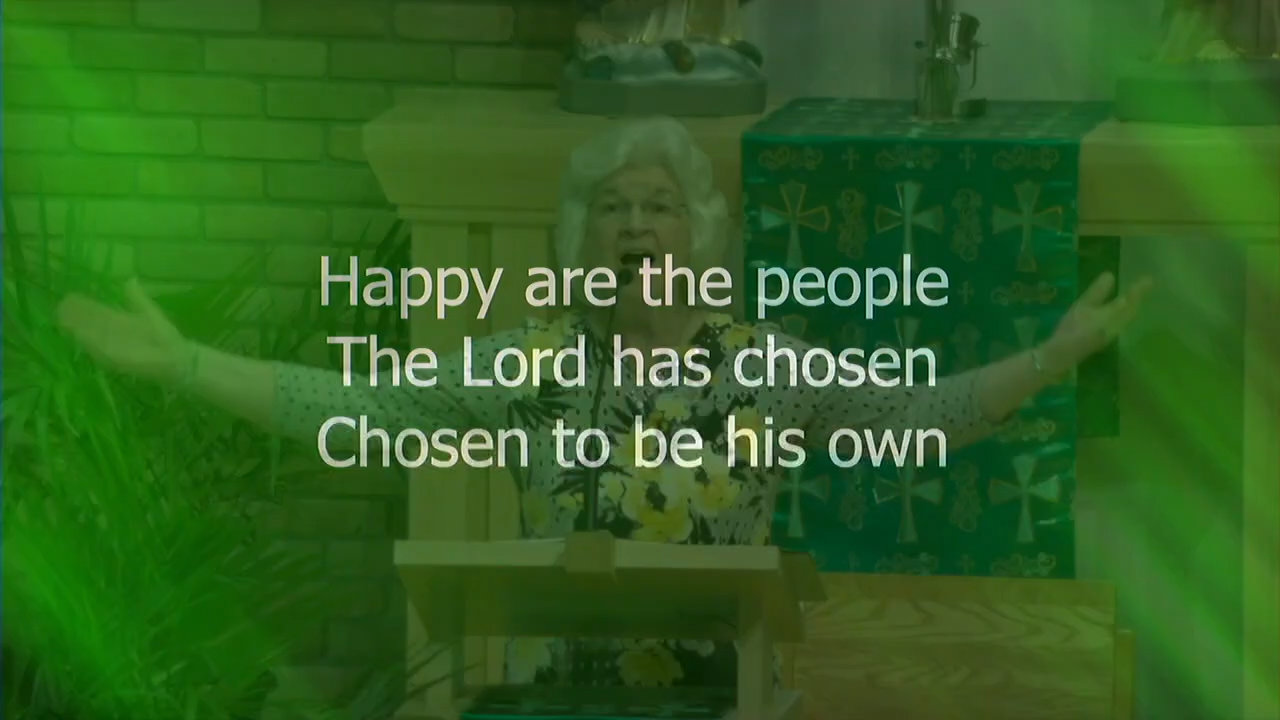 Happy are the people
The Lord has chosen
Chosen to be his own